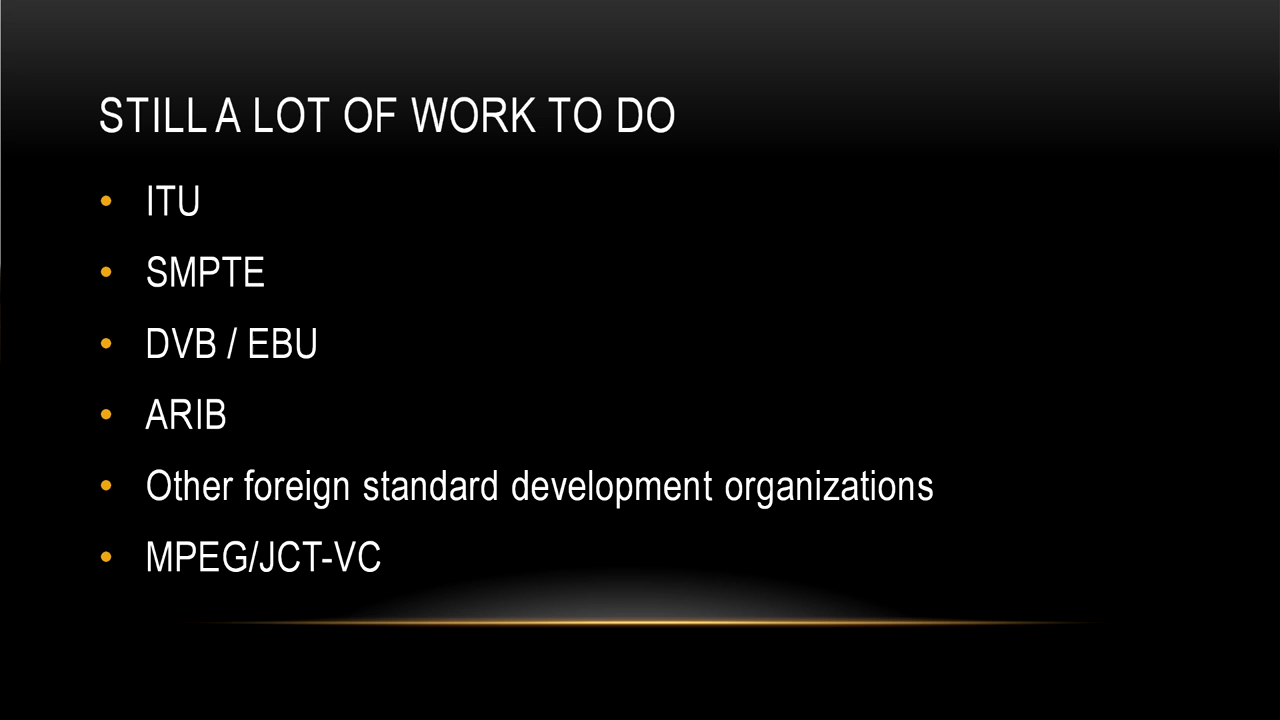 STILL A LOT OF WORK TO DO
• ITU
• SMPTE
• DVB / EBU
• ARIB
• Other foreign standard development organizations
• MPEG/JCT-VC